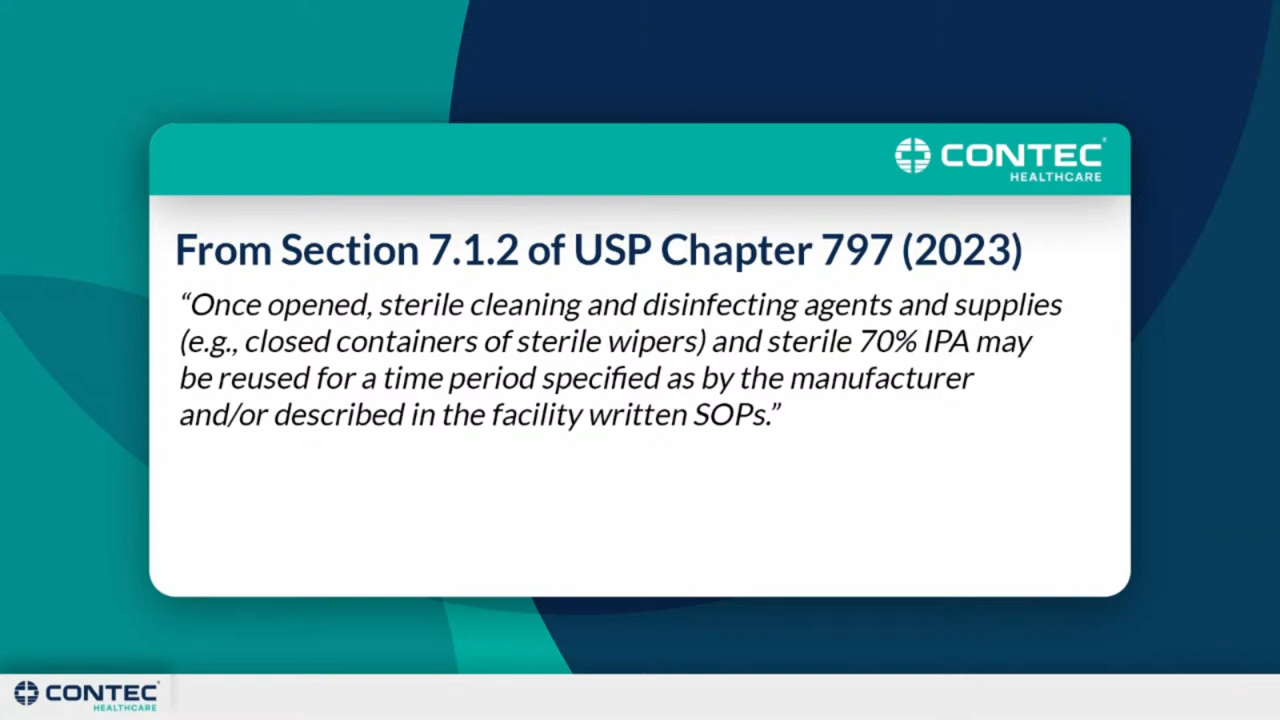 CONTEC
HEALTHCARE
From Section 7.1.2 of USP Chapter 797 (2023)
“Once opened, sterile cleaning and disinfecting agents and supplies
(e.g., closed containers of sterile wipers) and sterile 70% IPA may
be reused for a time period specified as by the manufacturer
and/or described in the facility written SOPs.”
CONTEC
HEALTHCARE